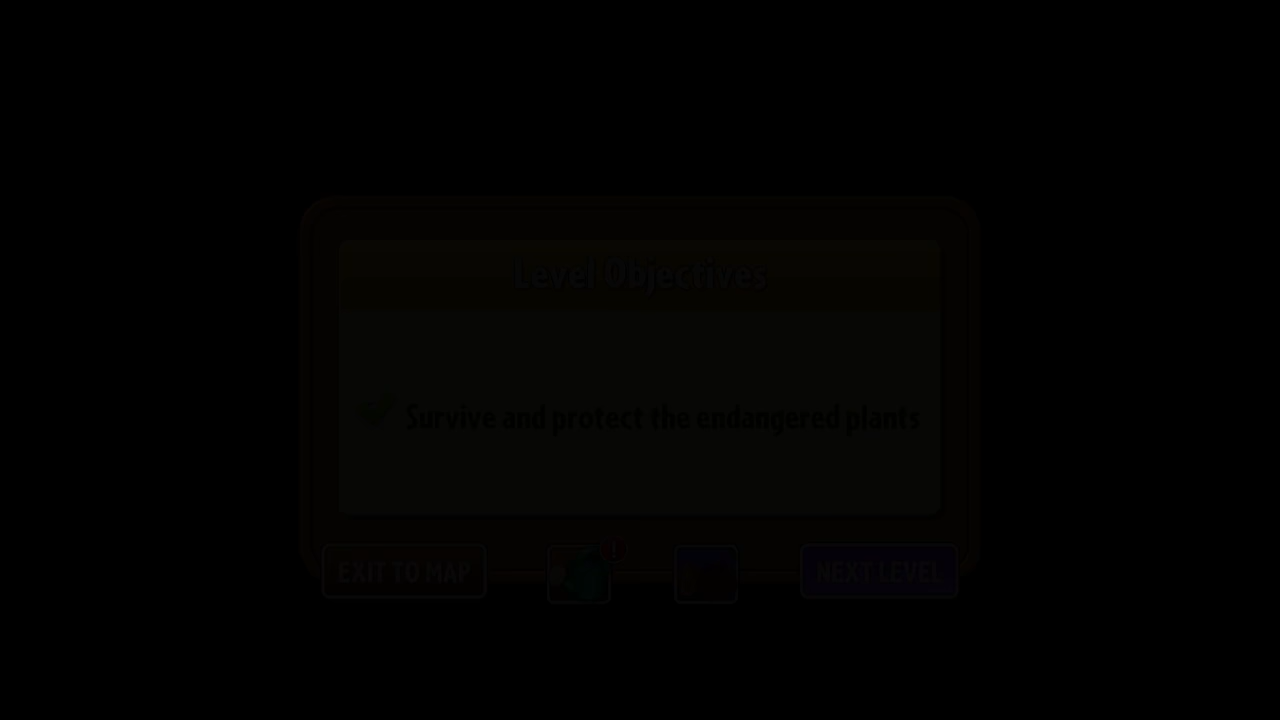 Level Objectives
Survive and protect the endangered plants
!
EXIT TO MAP
NEXT LEVEL